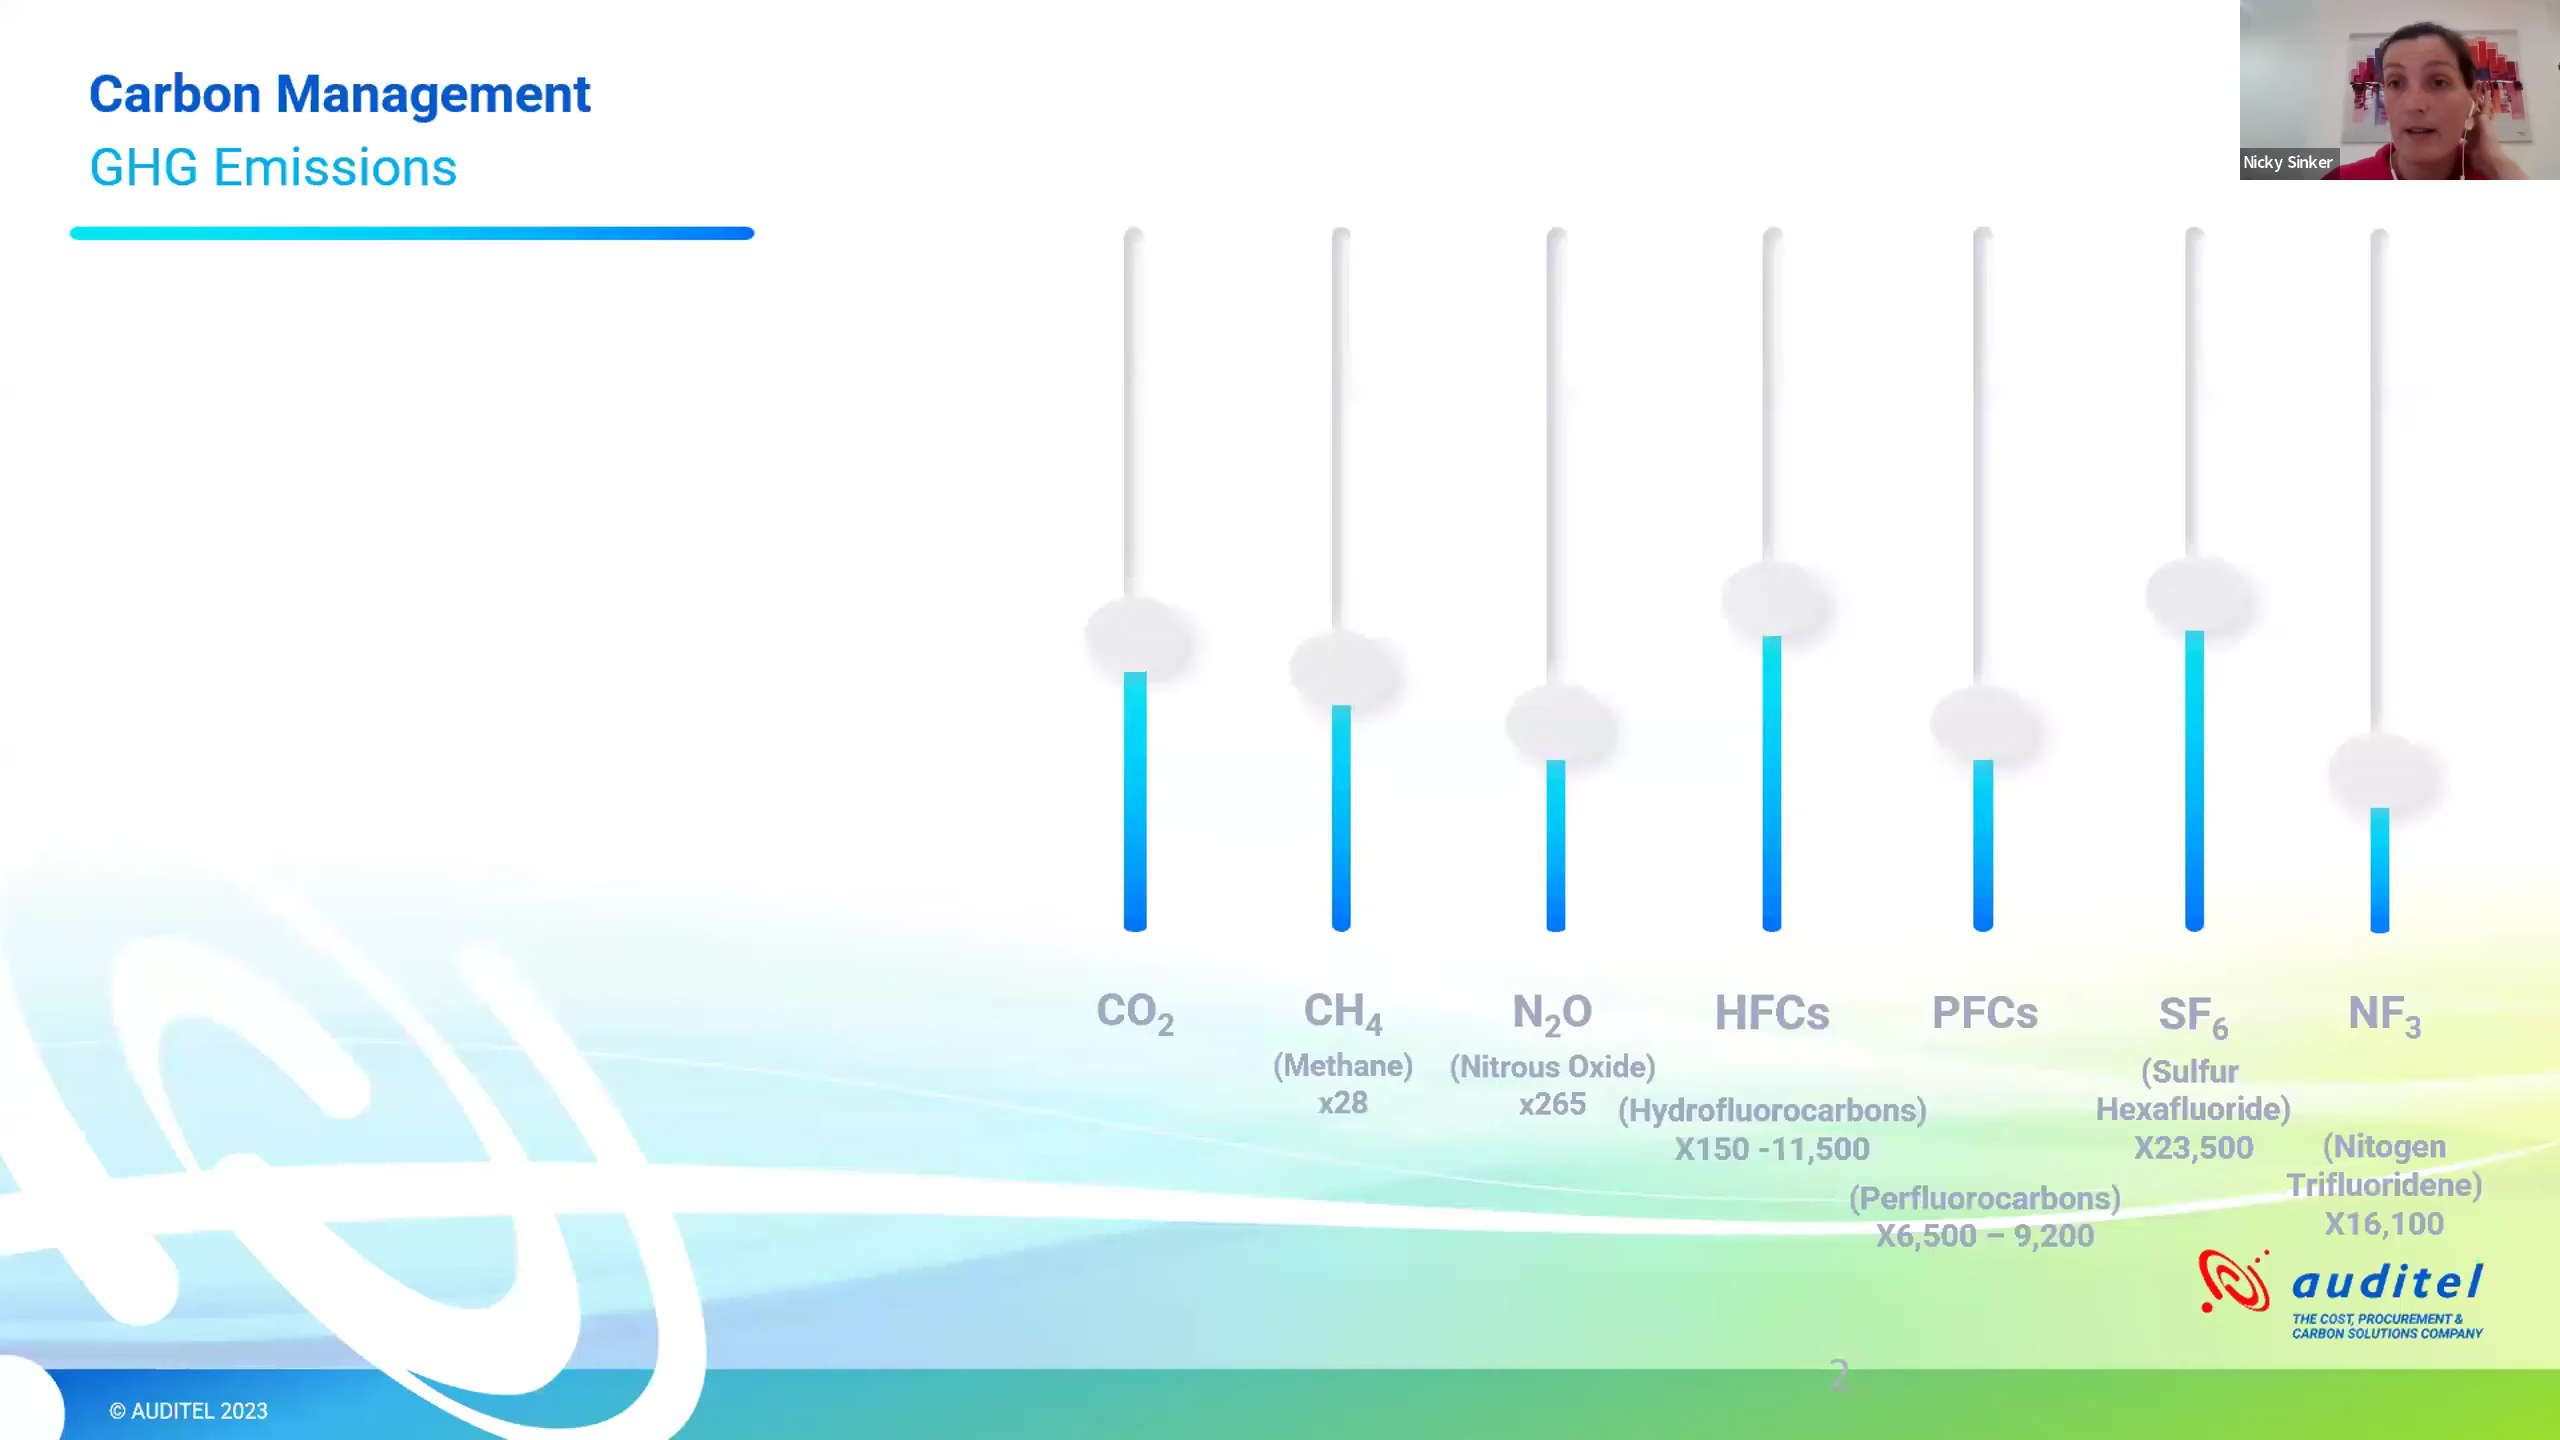 Carbon Management
GHG Emissions
Nicky Sinker
CO₂
CH₄
(Methane)
x28
N₂O
(Nitrous Oxide)
x265
HFCs
(Hydrofluorocarbons)
X150 -11,500
PFCs
(Perfluorocarbons)
X6,500 – 9,200
SF₆
(Sulfur
Hexafluoride)
X23,500
NF₃
(Nitogen
Trifluoridene)
X16,100
auditel
THE COST, PROCUREMENT &
CARBON SOLUTIONS COMPANY
2
© AUDITEL 2023